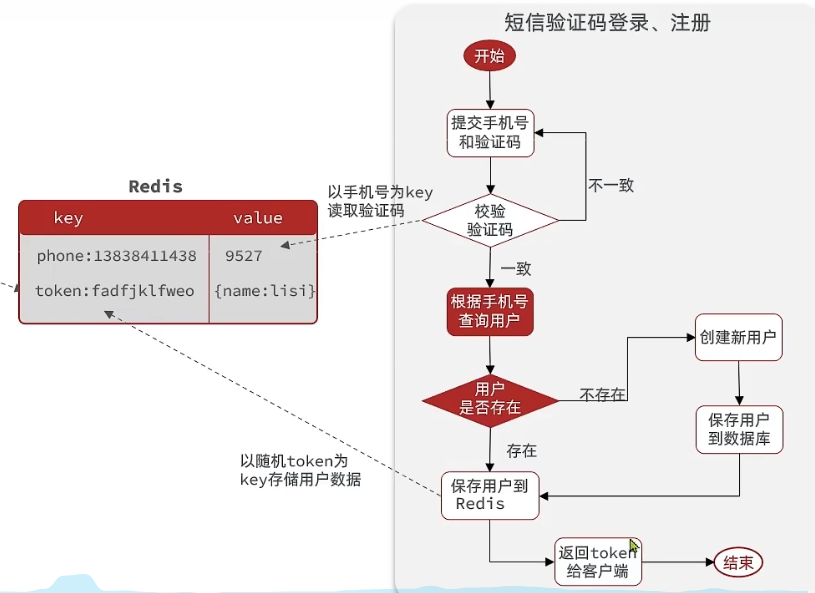 短信验证码登录、注册
开始
提交手机号
和验证码
不一致
以手机号为key
读取验证码
校验
验证码
一致
Redis
key value
phone:13838411438 9527
token:fadfjklfweo {name:lisi}
根据手机号
查询用户
用户
是否存在
不存在
创建新用户
保存用户
到数据库
存在
以随机token为
key存储用户数据
保存用户到
Redis
返回token
给客户端
结束